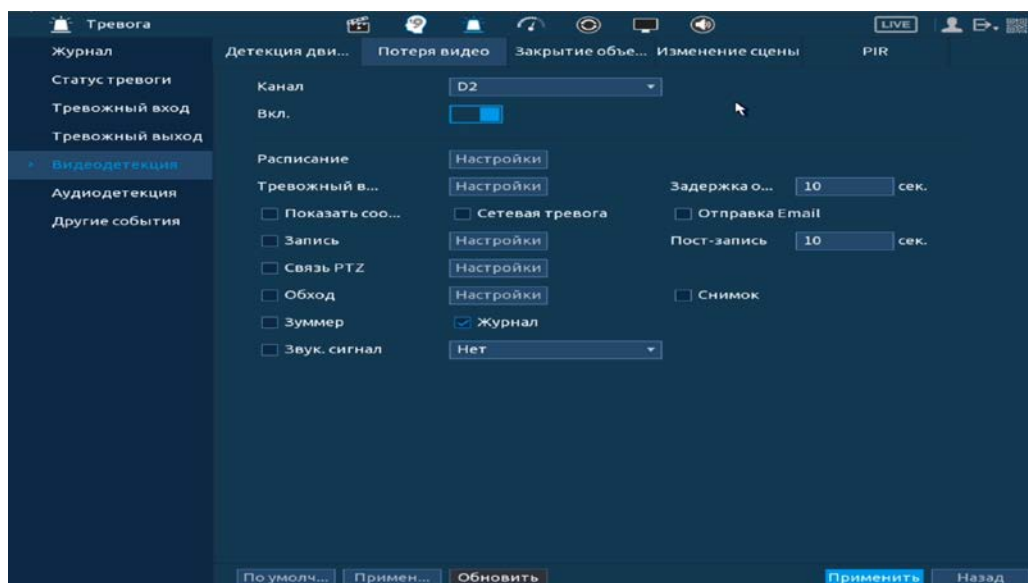 Тревога
LIVE
Журнал
Статус тревоги
Тревожный вход
Тревожный выход
Видеодетекция
Аудиодетекция
Другие события
Детекция дви... Потеря видео Закрытие объе... Изменение сцены PIR
Канал D2
Вкл.
Расписание Настройки
Тревожный в... Настройки Задержка о... 10 сек.
Показать соо... Сетевая тревога Отправка Email
Запись Настройки Пост-запись 10 сек.
Связь PTZ Настройки
Обход Настройки Снимок
Зуммер Журнал
Звук. сигнал Нет
По умолч... Примен... Обновить Применить Назад